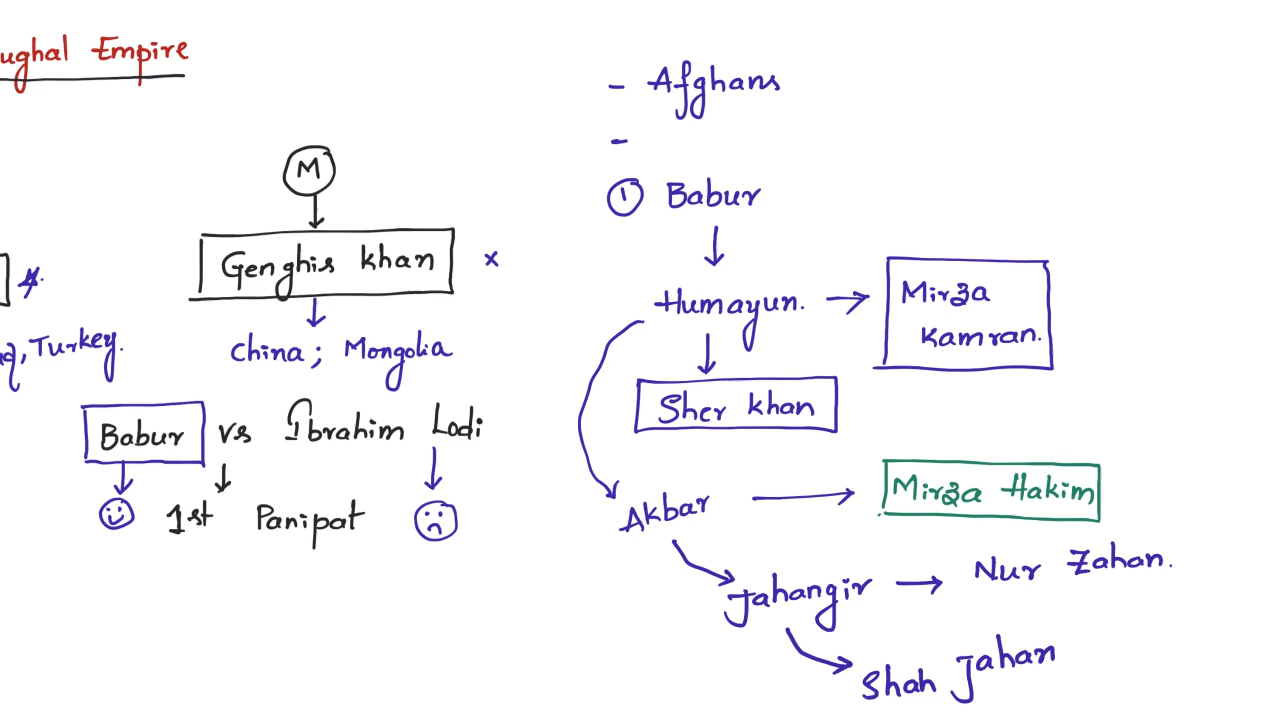 ughal Empire
M
Genghis khan x
, Turkey.
China; Mongolia
Babur vs Ibrahim Lodi
1st Panipat
- Afghans
-
1 Babur
Humayun.
Mirza
Kamran.
Sher khan
Akbar
Mirza Hakim
Jahangir
Nur Zahan.
Shah Jahan